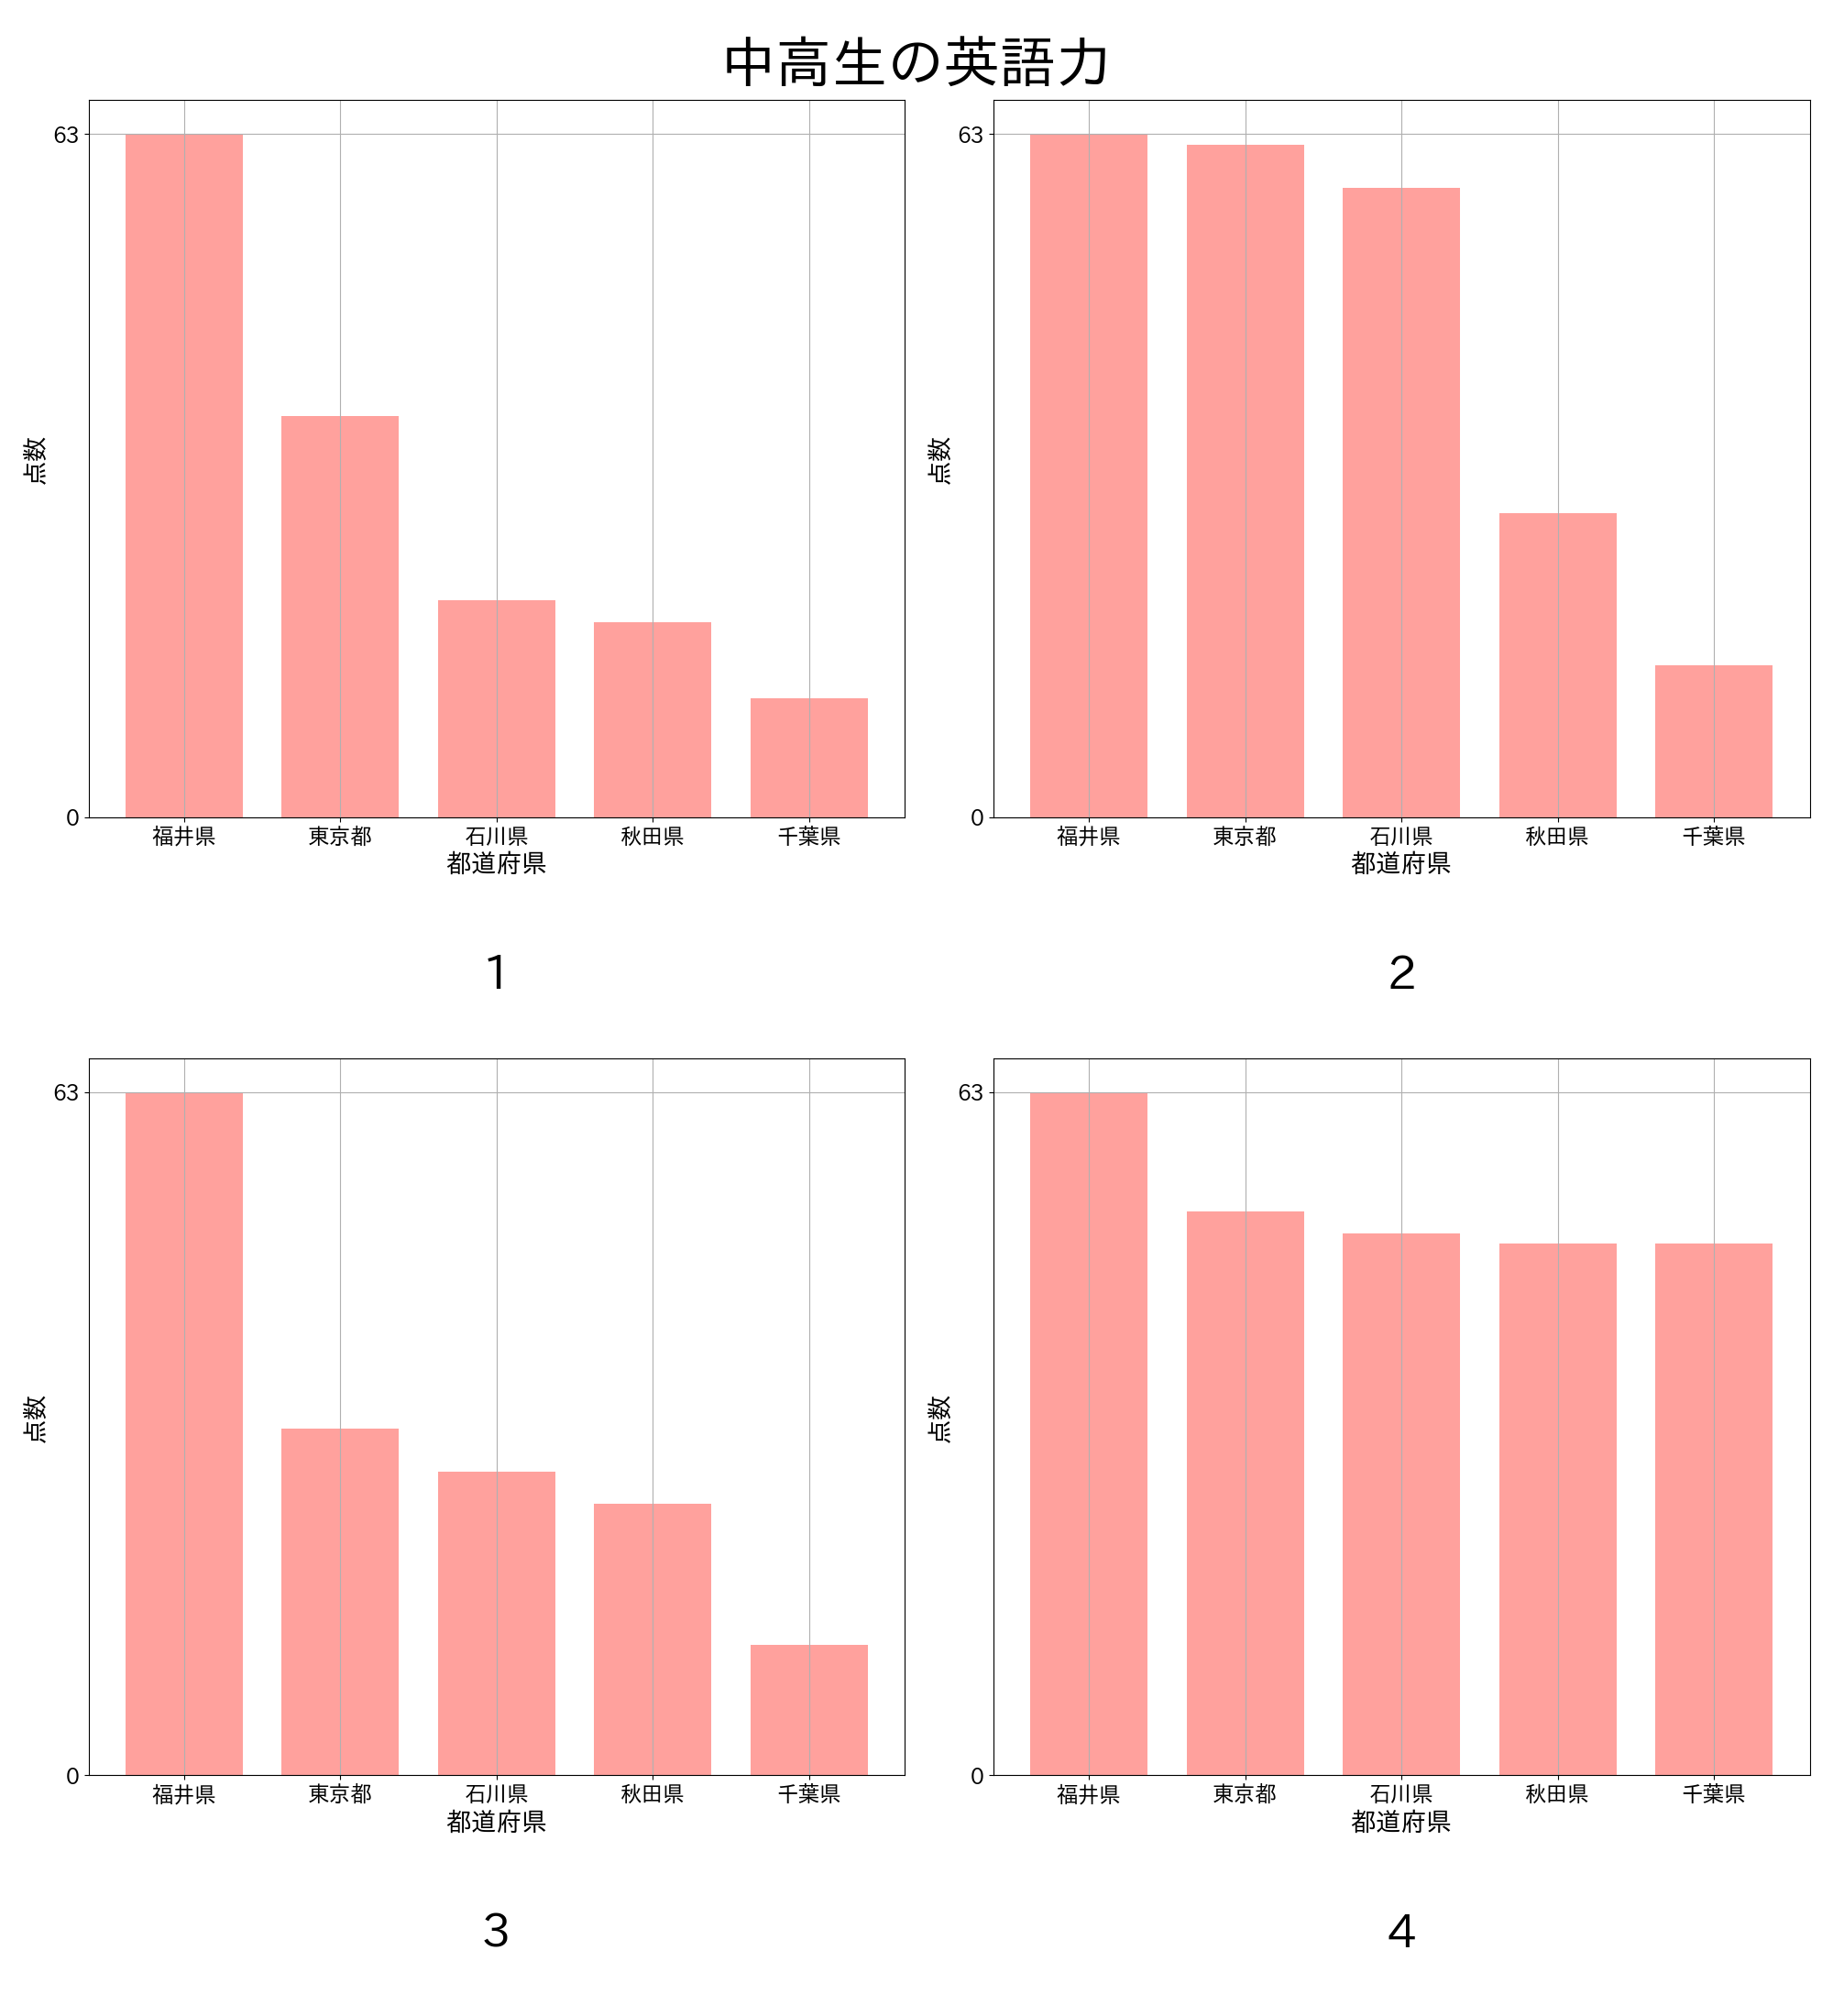 中高生の英語力
63
0
点数
福井県 東京都 石川県 秋田県 千葉県
都道府県
1
63
0
点数
福井県 東京都 石川県 秋田県 千葉県
都道府県
2
63
0
点数
福井県 東京都 石川県 秋田県 千葉県
都道府県
3
63
0
点数
福井県 東京都 石川県 秋田県 千葉県
都道府県
4